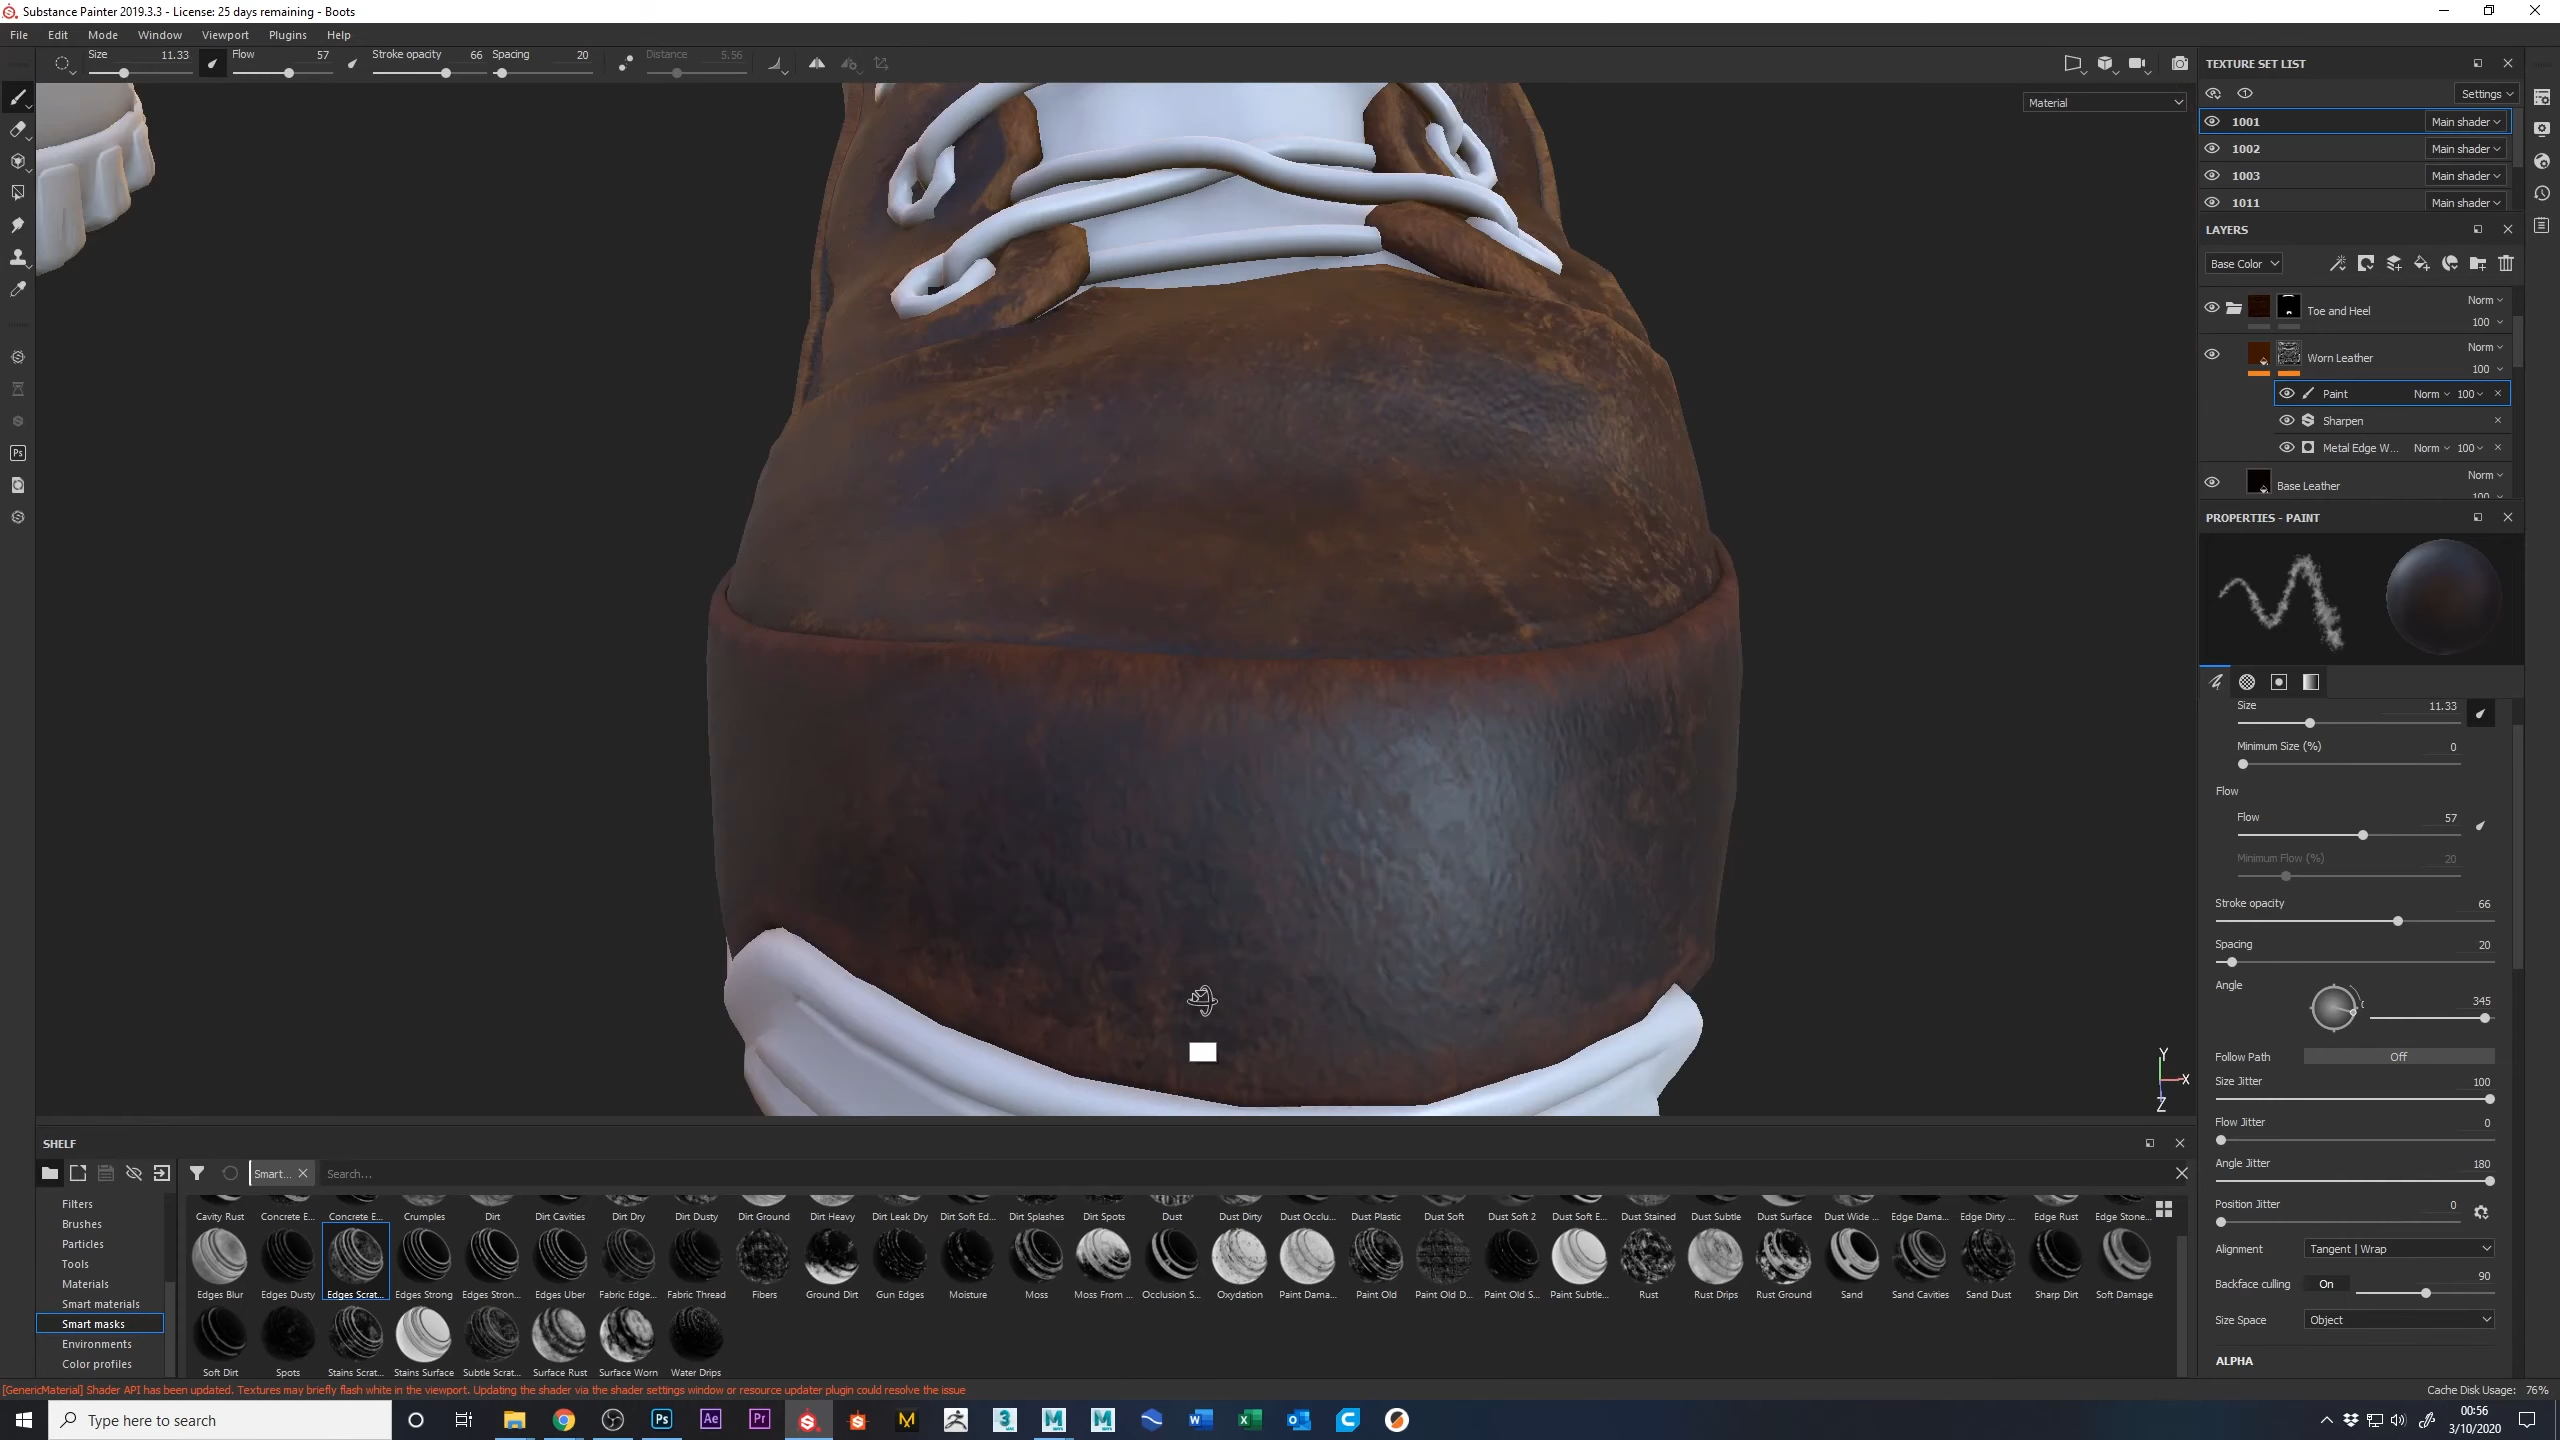 Substance Painter 2019.3.3 - License: 25 days remaining - Boots
File Edit Mode Window Viewport Plugins Help
Size 11.33 Flow 57 Stroke opacity 66 Spacing 20 Distance 5.56
Material
TEXTURE SET LIST
Settings
1001 Main shader
1002 Main shader
1003 Main shader
1011 Main shader
LAYERS
Base Color
Norm
Toe and Heel
100
Norm
Worn Leather
100
Paint Norm 100
Sharpen
Metal Edge W... Norm 100
Norm
Base Leather
100
PROPERTIES - PAINT
Size 11.33
Minimum Size (%) 0
Flow
Flow 57
Minimum Flow (%) 20
Stroke opacity 66
Spacing 20
Angle
345
Follow Path Off
Size Jitter 100
Flow Jitter 0
Angle Jitter 180
Position Jitter 0
Alignment Tangent | Wrap
Backface culling On 90
Size Space Object
ALPHA
Y
X
Z
SHELF
Smart... Search...
Filters
Brushes
Particles
Tools
Materials
Smart materials
Smart masks
Environments
Color profiles
Cavity Rust Concrete E... Concrete E... Crumples Dirt Dirt Cavities Dirt Dry Dirt Dusty Dirt Ground Dirt Heavy Dirt Leak Dry Dirt Soft Ed... Dirt Splashes Dirt Spots Dust Dust Dirty Dust Occlu... Dust Plastic Dust Soft Dust Soft 2 Dust Soft E... Dust Stained Dust Subtle Dust Surface Dust Wide ... Edge Dama... Edge Dirty ... Edge Rust Edge Stone...
Edges Blur Edges Dusty Edges Scrat... Edges Strong Edges Stron... Edges Uber Fabric Edge... Fabric Thread Fibers Ground Dirt Gun Edges Moisture Moss Moss From ... Occlusion S... Oxydation Paint Dama... Paint Old Paint Old D... Paint Old S... Paint Subtle... Rust Rust Drips Rust Ground Sand Sand Cavities Sand Dust Sharp Dirt Soft Damage
Soft Dirt Spots Stains Scrat... Stains Surface Subtle Scrat... Surface Rust Surface Worn Water Drips
[GenericMaterial] Shader API has been updated. Textures may briefly flash white in the viewport. Updating the shader via the shader settings window or resource updater plugin could resolve the issue
Cache Disk Usage: 76%
Type here to search
Ps Ae Pr
00:56
3/10/2020